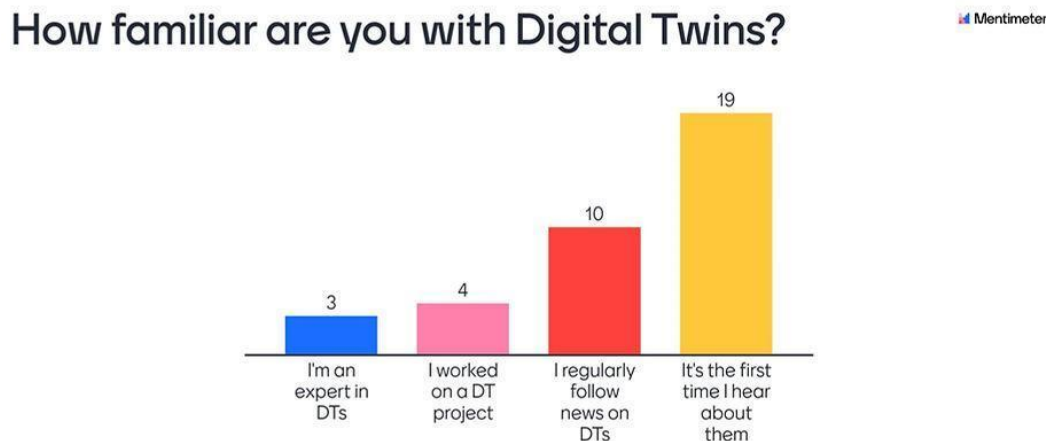 How familiar are you with Digital Twins?
Mentimeter
19
10
4
3
I'm an
expert in
DTs
I worked
on a DT
project
I regularly
follow
news on
DTs
It's the first
time I hear
about
them